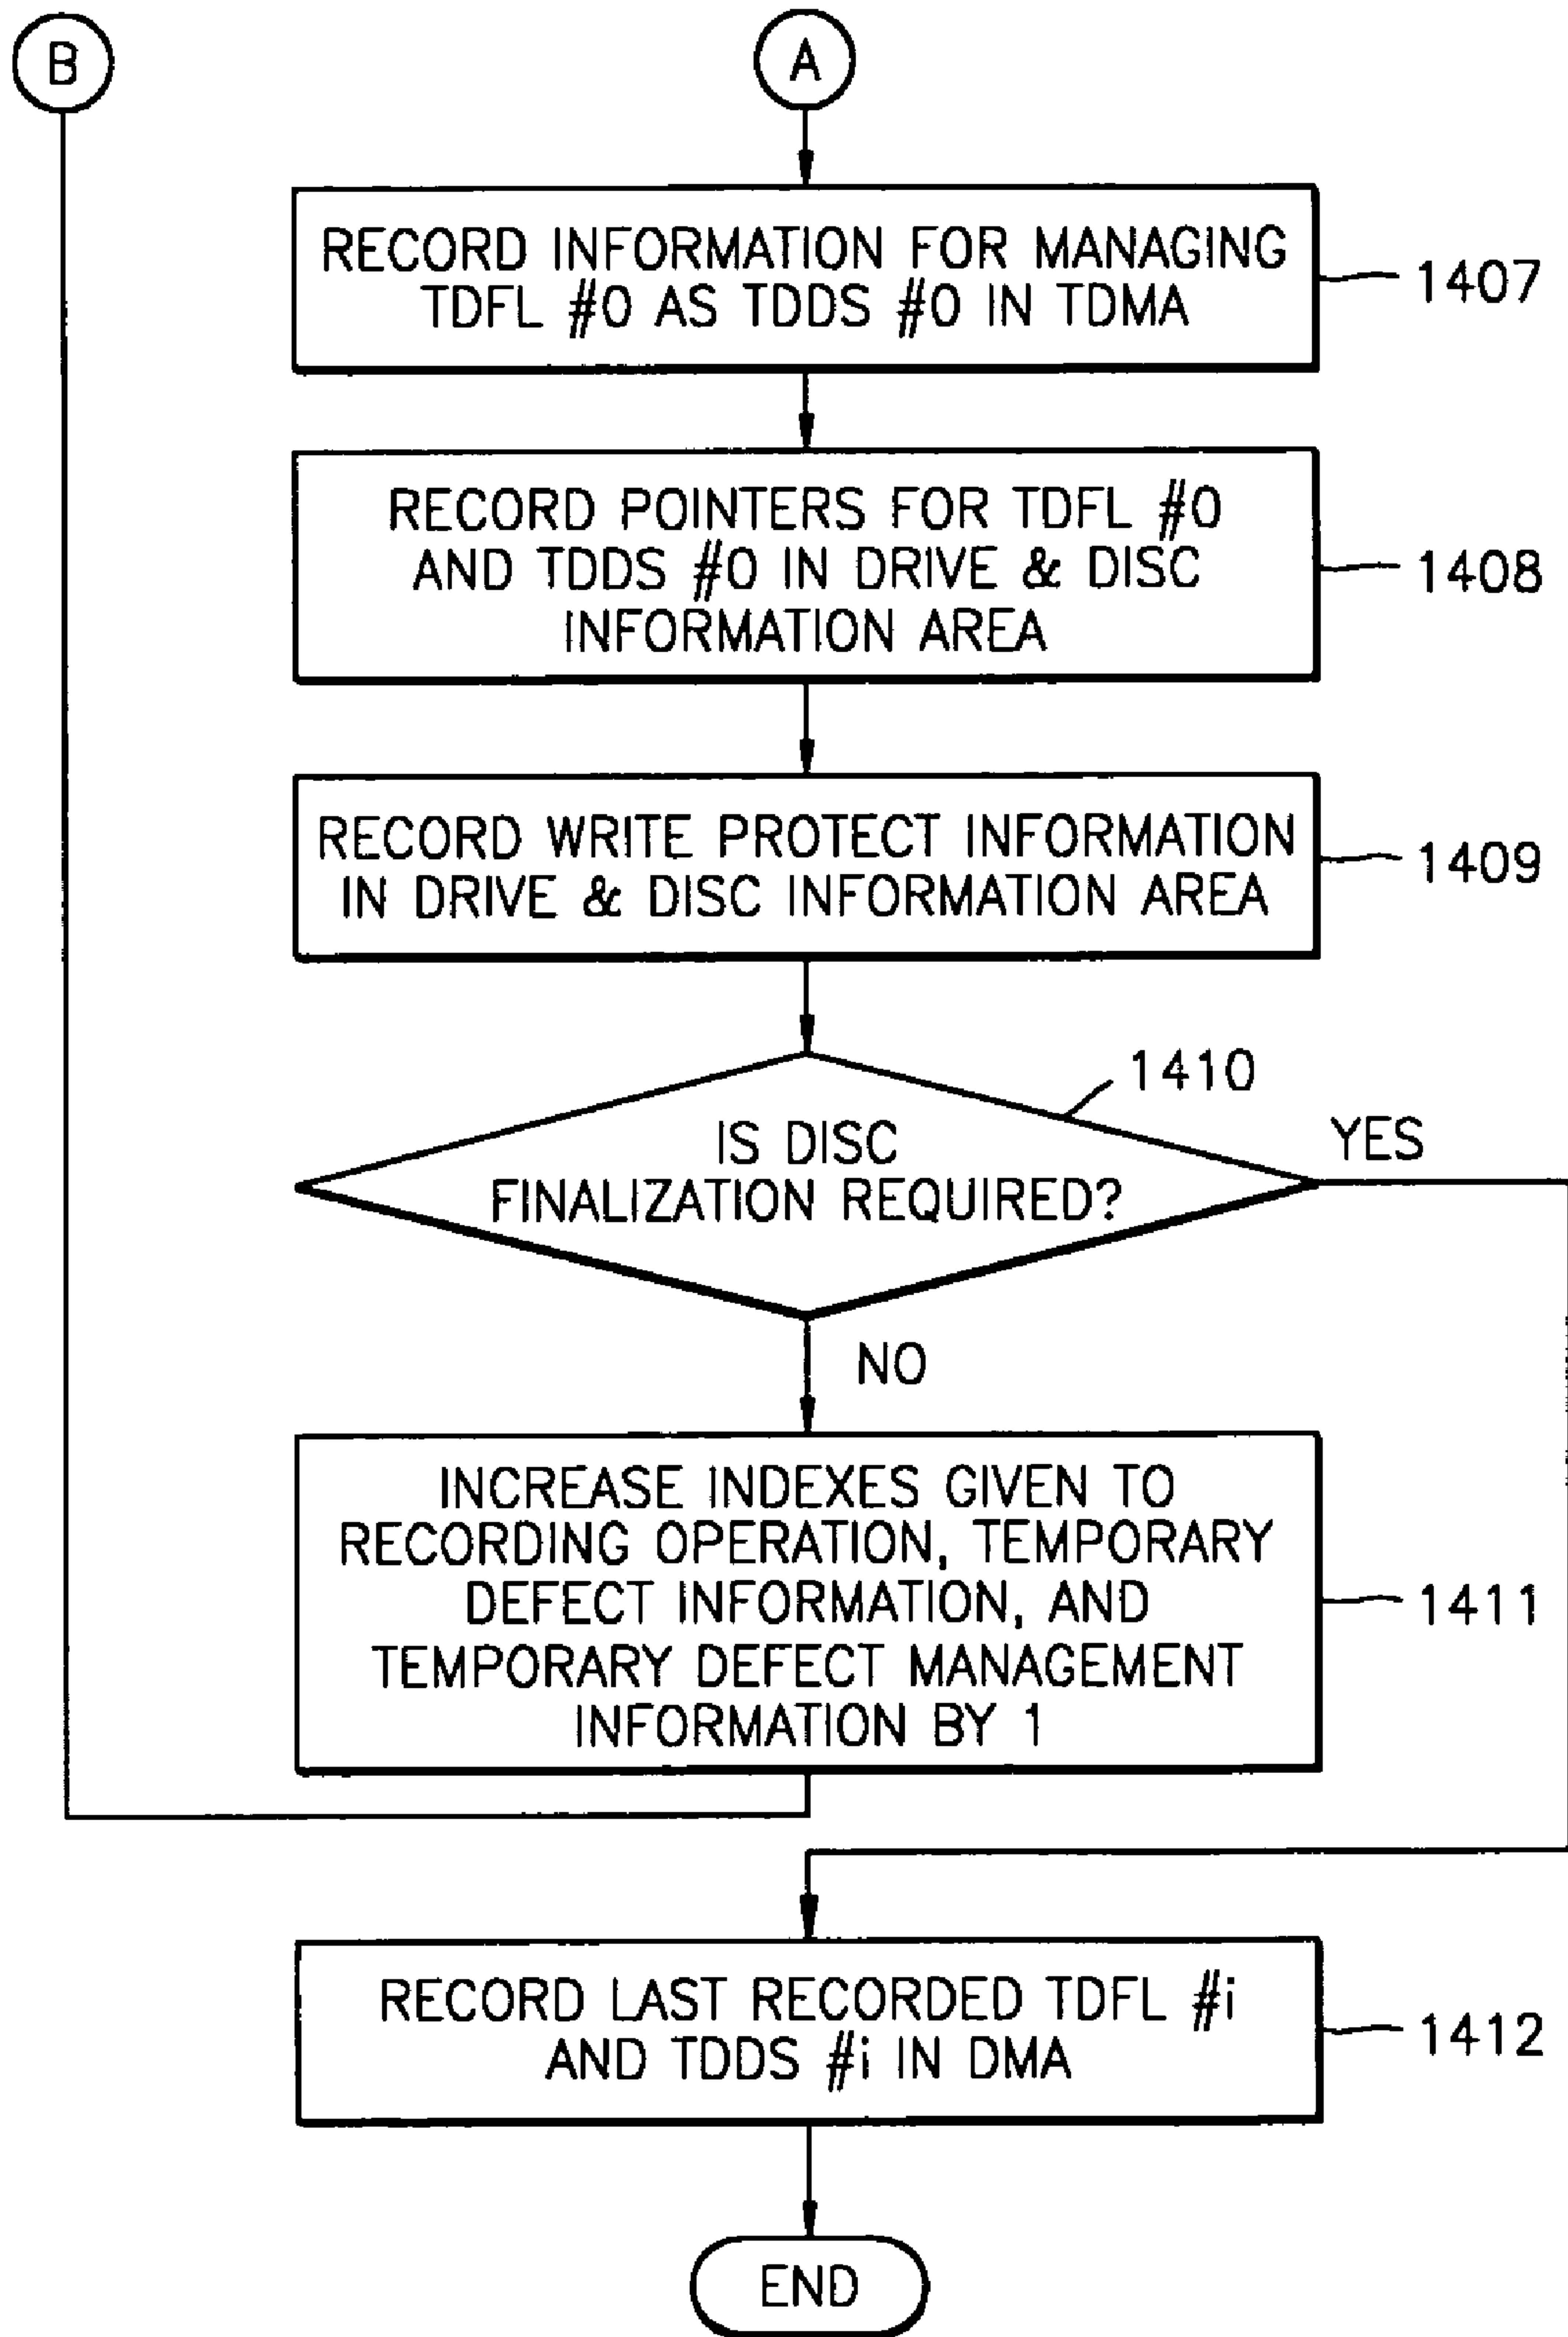 B
A
RECORD INFORMATION FOR MANAGING
TDFL #0 AS TDDS #0 IN TDMA
1407
RECORD POINTERS FOR TDFL #0
AND TDDS #0 IN DRIVE & DISC
INFORMATION AREA
1408
RECORD WRITE PROTECT INFORMATION
IN DRIVE & DISC INFORMATION AREA
1409
1410
IS DISC
FINALIZATION REQUIRED?
YES
NO
INCREASE INDEXES GIVEN TO
RECORDING OPERATION, TEMPORARY
DEFECT INFORMATION, AND
TEMPORARY DEFECT MANAGEMENT
INFORMATION BY 1
1411
RECORD LAST RECORDED TDFL #i
AND TDDS #i IN DMA
1412
END